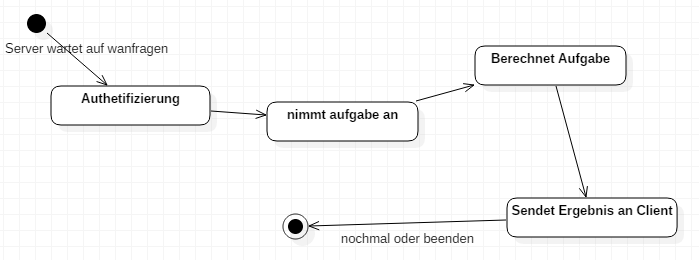 Server wartet auf wanfragen
Authetifizierung
nimmt aufgabe an
Berechnet Aufgabe
Sendet Ergebnis an Client
nochmal oder beenden